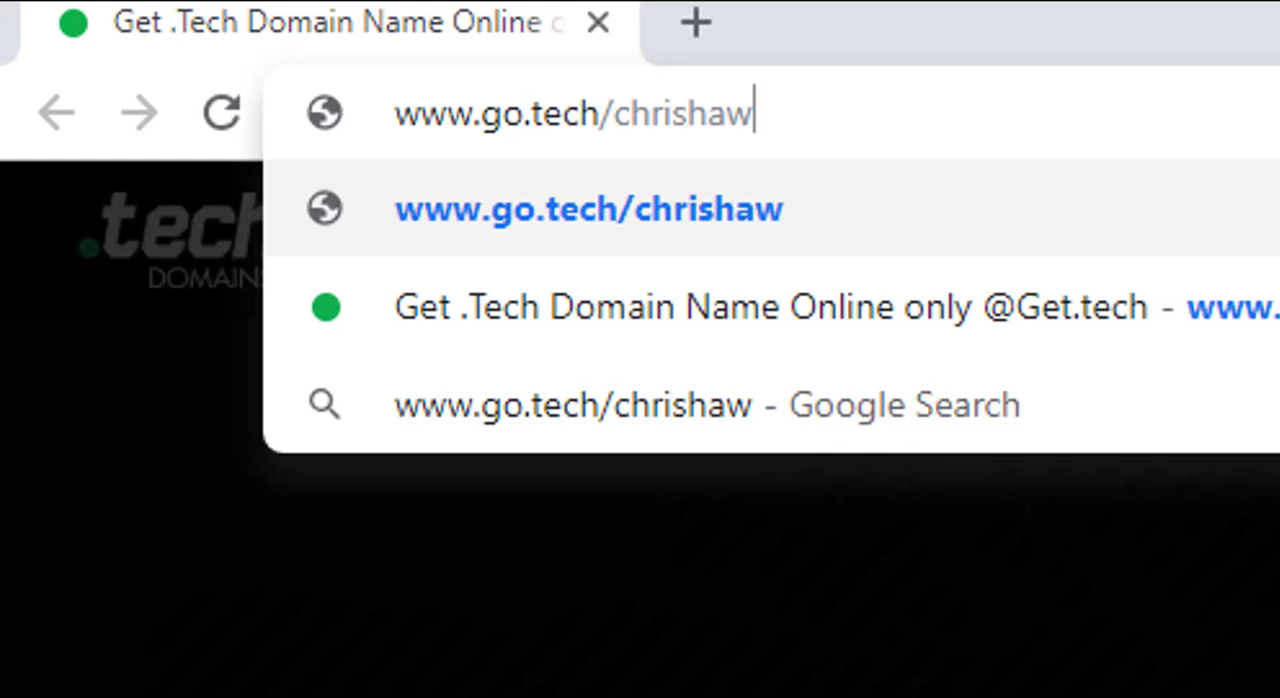 Get .Tech Domain Name Online
www.go.tech/chrishaw
.tech
www.go.tech/chrishaw
DOMAINS
Get .Tech Domain Name Online only @Get.tech - www.
www.go.tech/chrishaw - Google Search